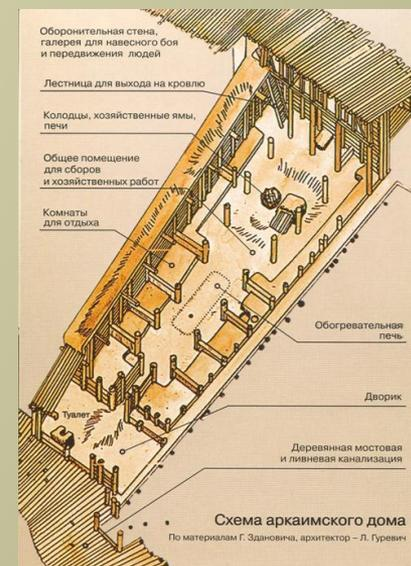 Оборонительная стена,
галерея для навесного боя
и передвижения людей
Лестница для выхода на кровлю
Колодцы, хозяйственные ямы,
печи
Общее помещение
для сборов
и хозяйственных работ
Комнаты
для отдыха
Обогревательная
печь
Дворик
Туалет
Деревянная мостовая
и ливневая канализация
Схема аркаимского дома
По материалам Г. Здановича, архитектор – Л. Гуревич